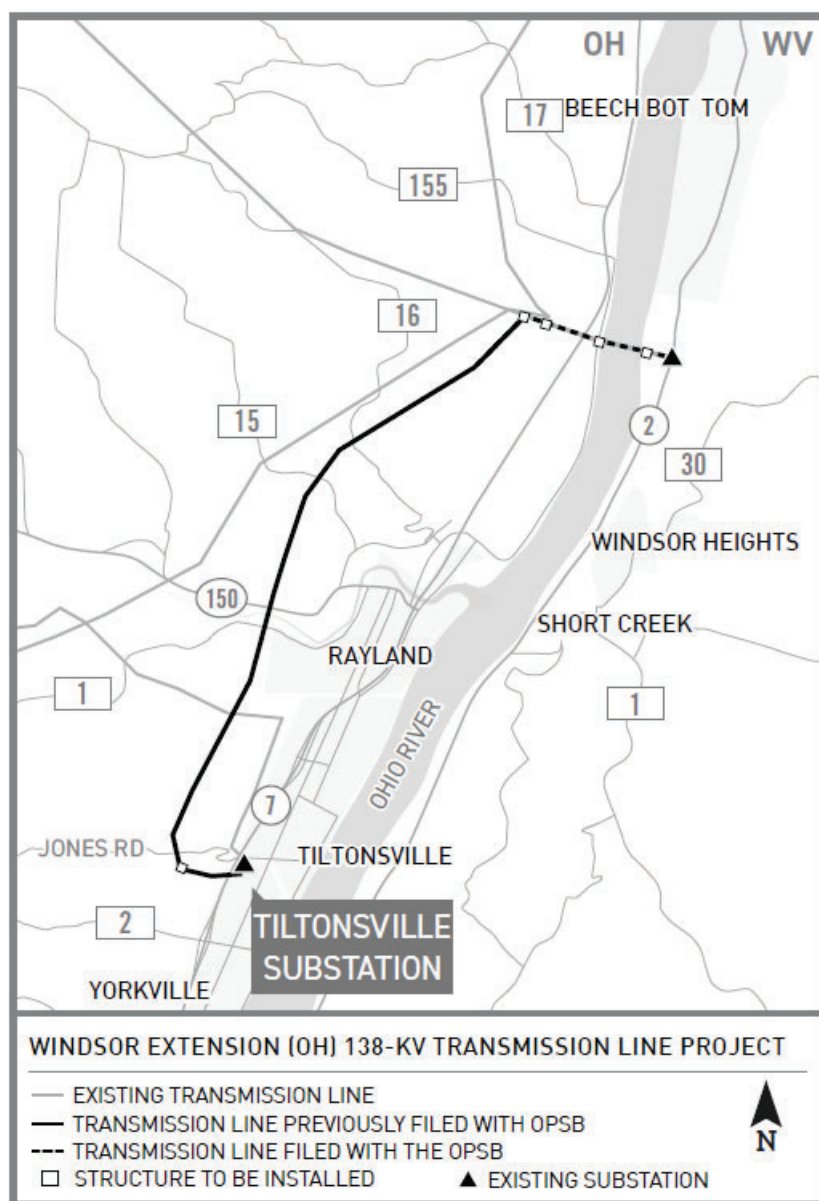 OH WV
BEECH BOT TOM
17
155
16
15
2
30
WINDSOR HEIGHTS
150
SHORT CREEK
RAYLAND
1
1
OHIO RIVER
7
JONES RD
TILTONSVILLE
2
TILTONSVILLE
SUBSTATION
YORKVILLE
WINDSOR EXTENSION (OH) 138-KV TRANSMISSION LINE PROJECT
EXISTING TRANSMISSION LINE
TRANSMISSION LINE PREVIOUSLY FILED WITH OPSB
TRANSMISSION LINE FILED WITH THE OPSB
STRUCTURE TO BE INSTALLED
EXISTING SUBSTATION
N